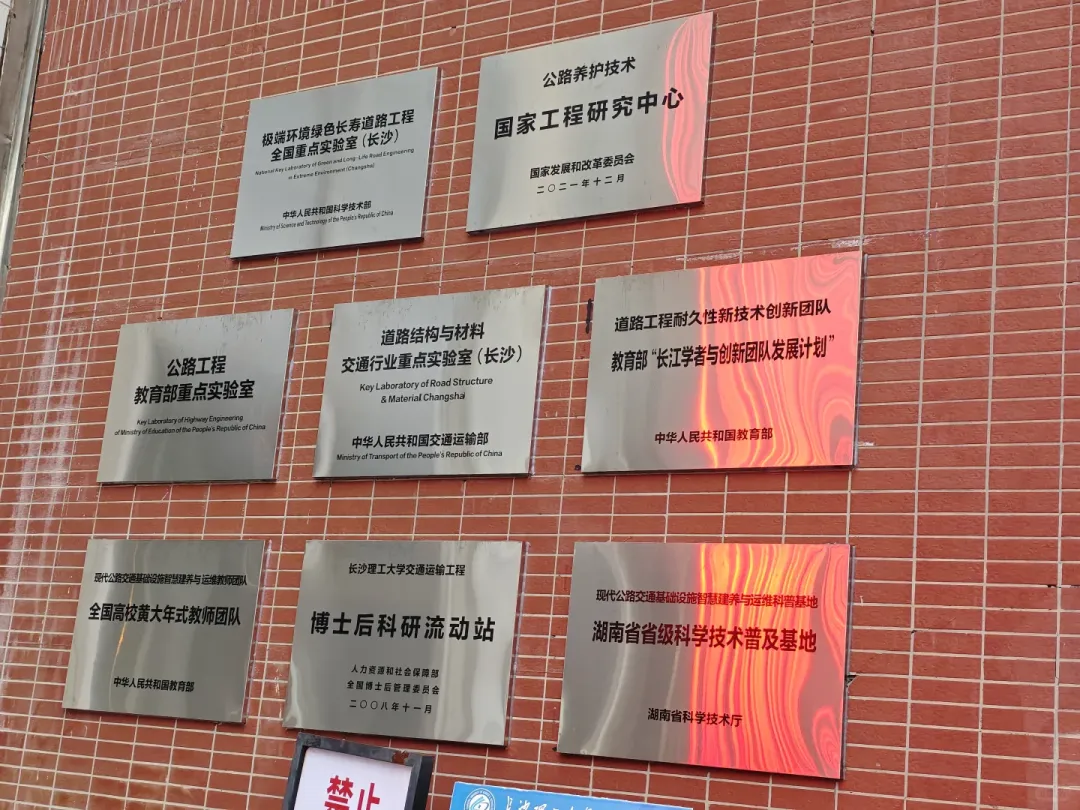 极端环境绿色长寿道路工程
全国重点实验室（长沙）
National Key Laboratory of Green and Long-Life Road Engineering
in Extreme Environment (Changsha)
中华人民共和国科学技术部
Ministry of Science and Technology of the People's Republic of China
公路养护技术
国家工程研究中心
国家发展和改革委员会
二〇二一年十二月
公路工程
教育部重点实验室
Key Laboratory of Highway Engineering
of Ministry of Education of the People's Republic of China
道路结构与材料
交通行业重点实验室（长沙）
Key Laboratory of Road Structure
& Material Changsha
中华人民共和国交通运输部
Ministry of Transport of the People's Republic of China
道路工程耐久性新技术创新团队
教育部“长江学者与创新团队发展计划”
中华人民共和国教育部
现代公路交通基础设施智慧建养与运维教师团队
全国高校黄大年式教师团队
中华人民共和国教育部
长沙理工大学交通运输工程
博士后科研流动站
人力资源和社会保障部
全国博士后管理委员会
二〇〇八年十一月
现代公路交通基础设施智慧建养与运维科普基地
湖南省省级科学技术普及基地
湖南省科学技术厅
禁止